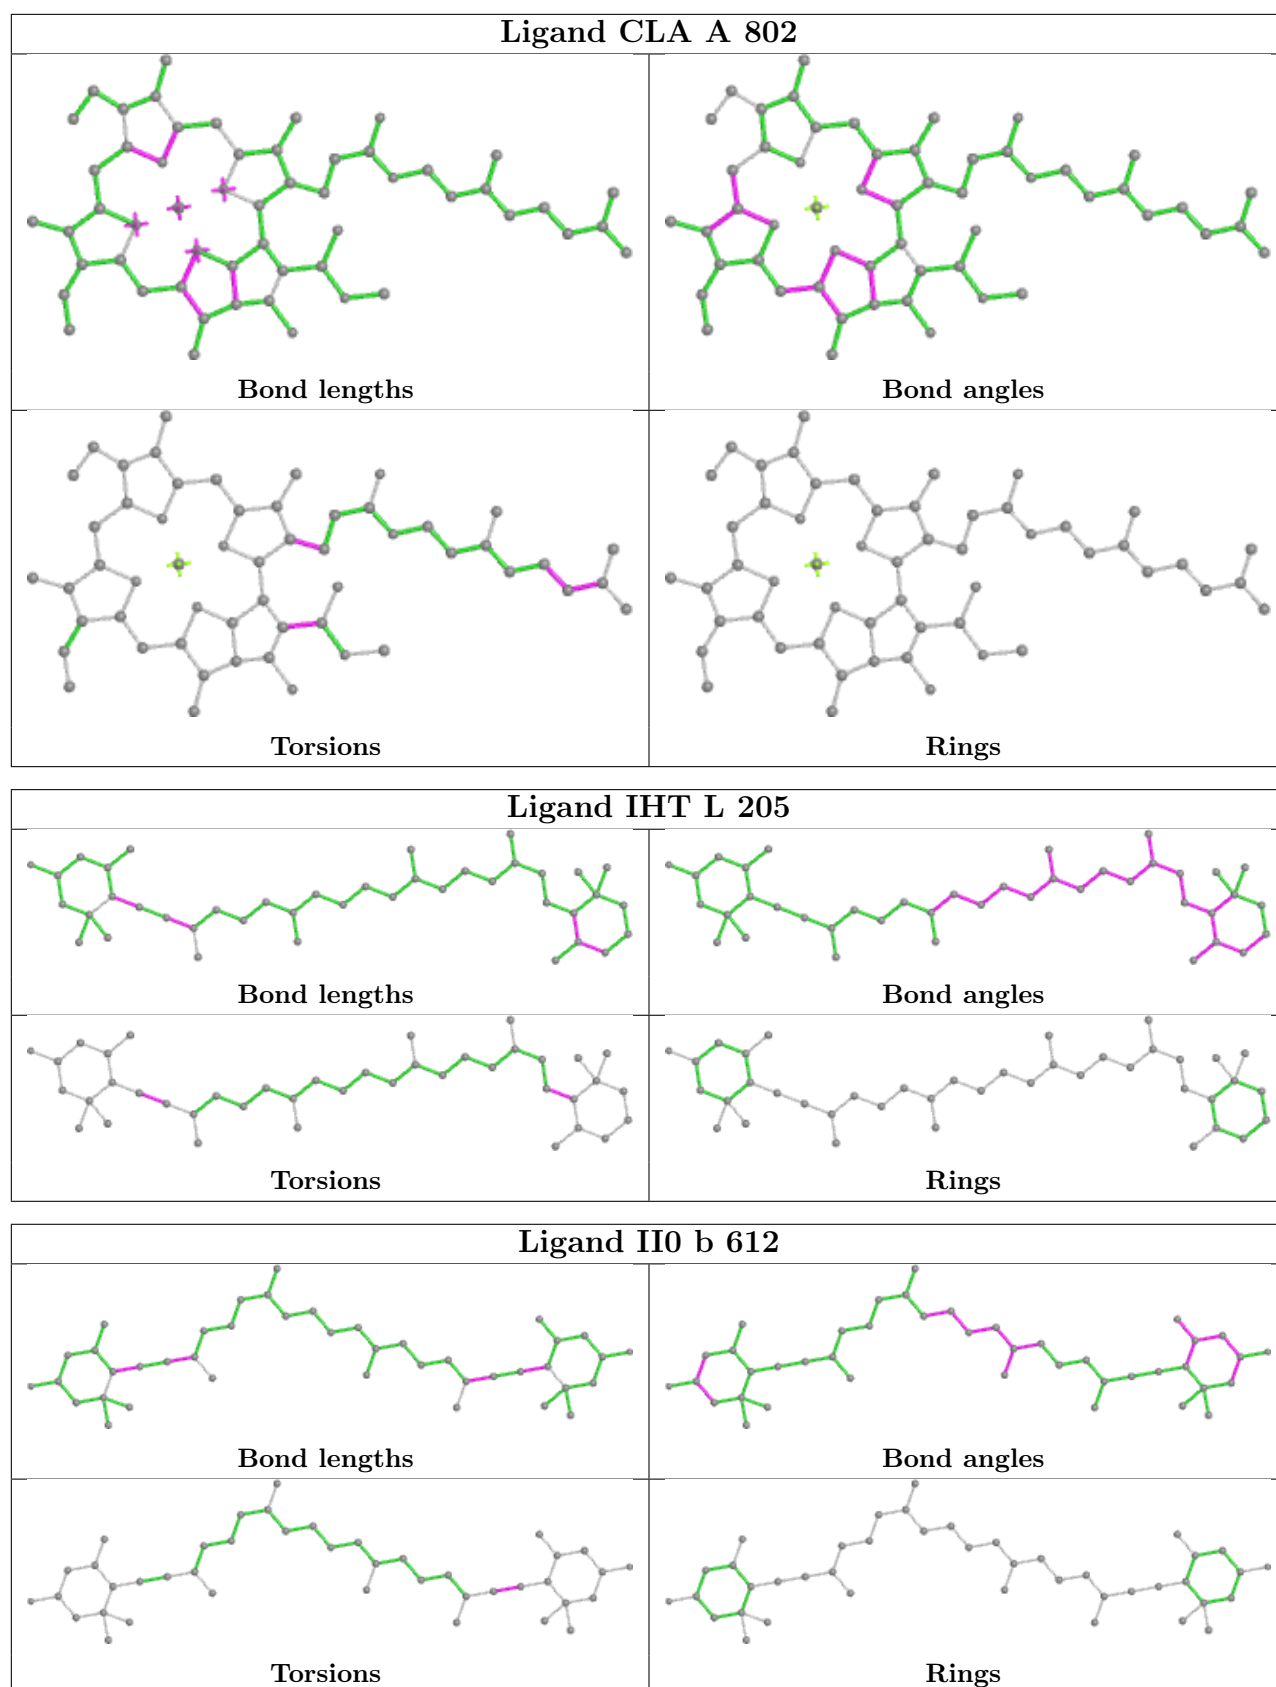 Ligand CLA A 802
Bond lengths
Bond angles
Torsions
Rings
Ligand IHT L 205
Bond lengths
Bond angles
Torsions
Rings
Ligand II0 b 612
Bond lengths
Bond angles
Torsions
Rings